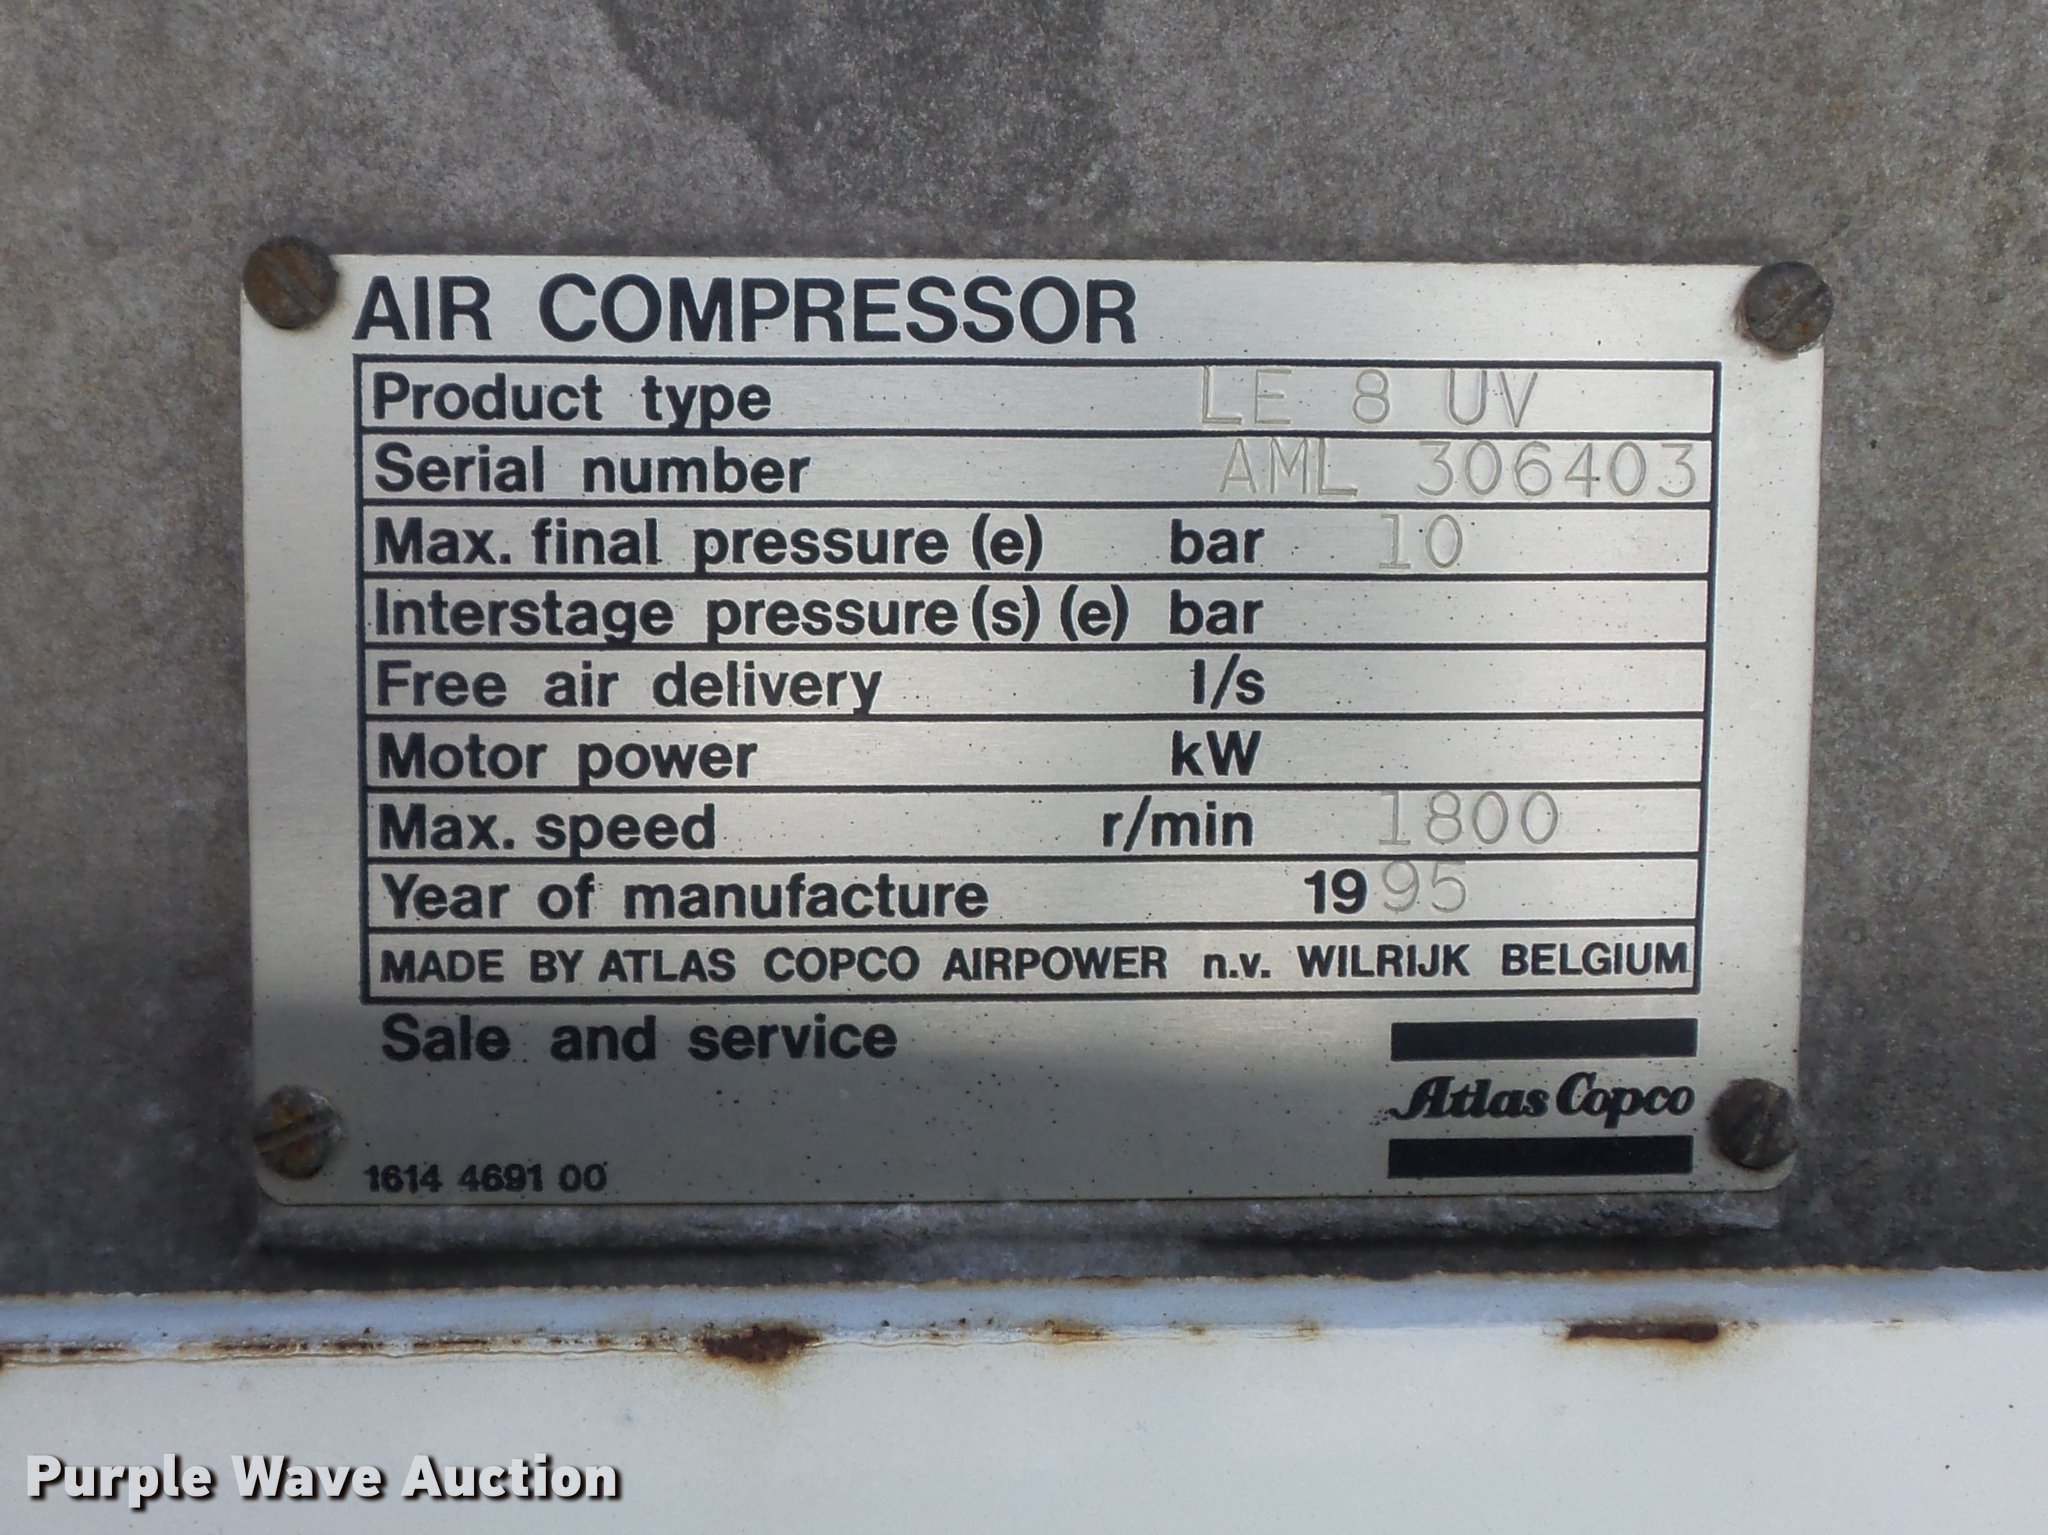 AIR COMPRESSOR
Product type LE 8 UV
Serial number AML 306403
Max. final pressure (e) bar 10
Interstage pressure (s) (e) bar
Free air delivery l/s
Motor power kW
Max. speed r/min 1800
Year of manufacture 1995
MADE BY ATLAS COPCO AIRPOWER n.v. WILRIJK BELGIUM
Sale and service
Atlas Copco
1614 4691 00
Purple Wave Auction